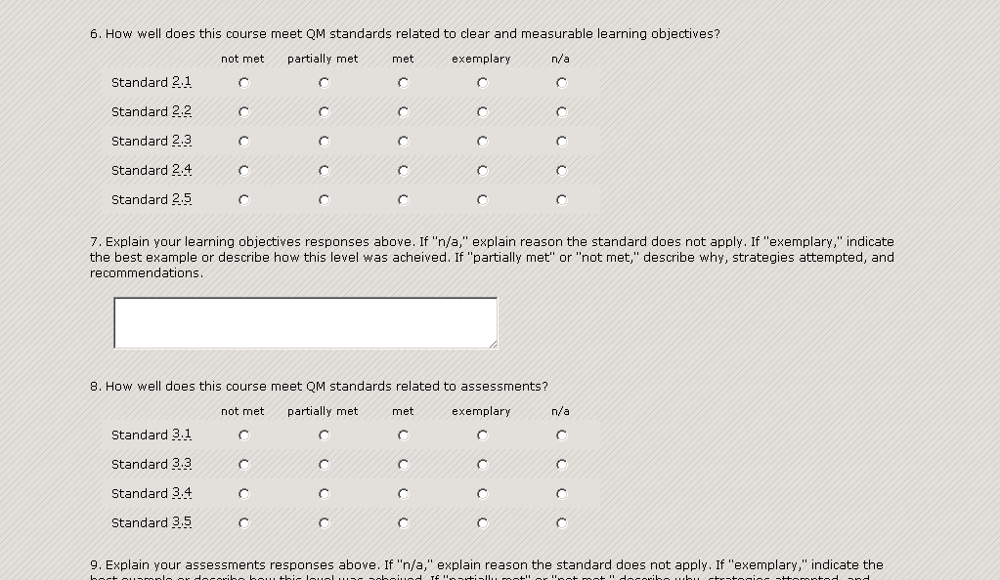 6. How well does this course meet QM standards related to clear and measurable learning objectives?
not met partially met met exemplary n/a
Standard 2.1
Standard 2.2
Standard 2.3
Standard 2.4
Standard 2.5
7. Explain your learning objectives responses above. If "n/a," explain reason the standard does not apply. If "exemplary," indicate
the best example or describe how this level was acheived. If "partially met" or "not met," describe why, strategies attempted, and
recommendations.
8. How well does this course meet QM standards related to assessments?
not met partially met met exemplary n/a
Standard 3.1
Standard 3.3
Standard 3.4
Standard 3.5
9. Explain your assessments responses above. If "n/a," explain reason the standard does not apply. If "exemplary," indicate the
best example or describe how this level was acheived. If "partially met" or "not met," describe why, strategies attempted, and